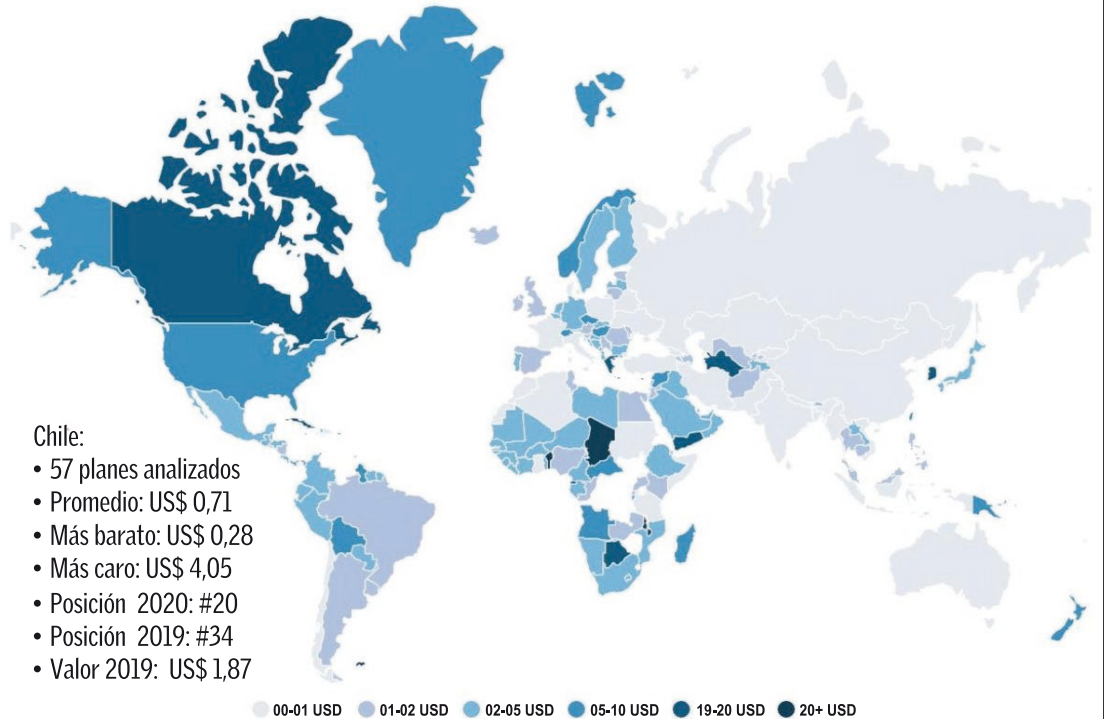 Chile:
• 57 planes analizados
• Promedio: US$ 0,71
• Más barato: US$ 0,28
• Más caro: US$ 4,05
• Posición 2020: #20
• Posición 2019: #34
• Valor 2019: US$ 1,87
00-01 USD 01-02 USD 02-05 USD 05-10 USD 19-20 USD 20+ USD